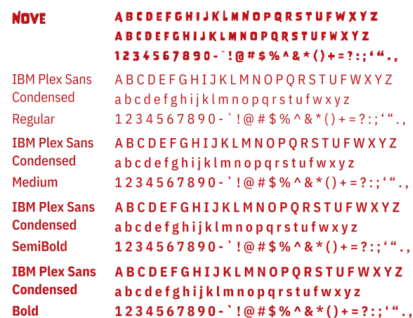 NOVE ABCDEFGHIJKLMNOPQRSTUFWXYZ
ABCDEFGHIJKLMNOPQRSTUFWXYZ
1234567890-`!@#$%^&*()+=?:;‘“.,
IBM Plex Sans ABCDEFGHIJKLMNOPQRSTUFWXYZ
Condensed abcdefghijklmnopqrstufwxyz
Regular 1234567890-`!@#$%^&*()+=?:;‘“.,
IBM Plex Sans ABCDEFGHIJKLMNOPQRSTUFWXYZ
Condensed abcdefghijklmnopqrstufwxyz
Medium 1234567890-`!@#$%^&*()+=?:;‘“.,
IBM Plex Sans ABCDEFGHIJKLMNOPQRSTUFWXYZ
Condensed abcdefghijklmnopqrstufwxyz
SemiBold 1234567890-`!@#$%^&*()+=?:;‘“.,
IBM Plex Sans ABCDEFGHIJKLMNOPQRSTUFWXYZ
Condensed abcdefghijklmnopqrstufwxyz
Bold 1234567890-`!@#$%^&*()+=?:;‘“.,